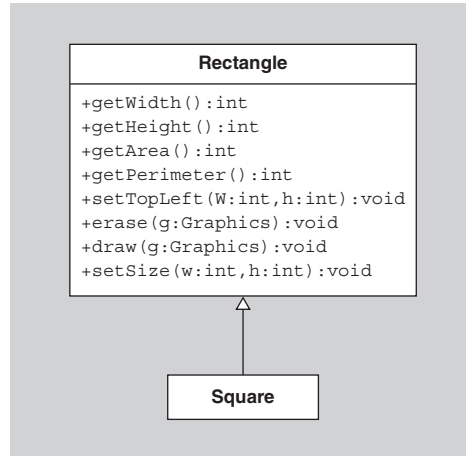 Rectangle
+getWidth():int
+getHeight():int
+getArea():int
+getPerimeter():int
+setTopLeft(W:int,h:int):void
+erase(g:Graphics):void
+draw(g:Graphics):void
+setSize(w:int,h:int):void
Square